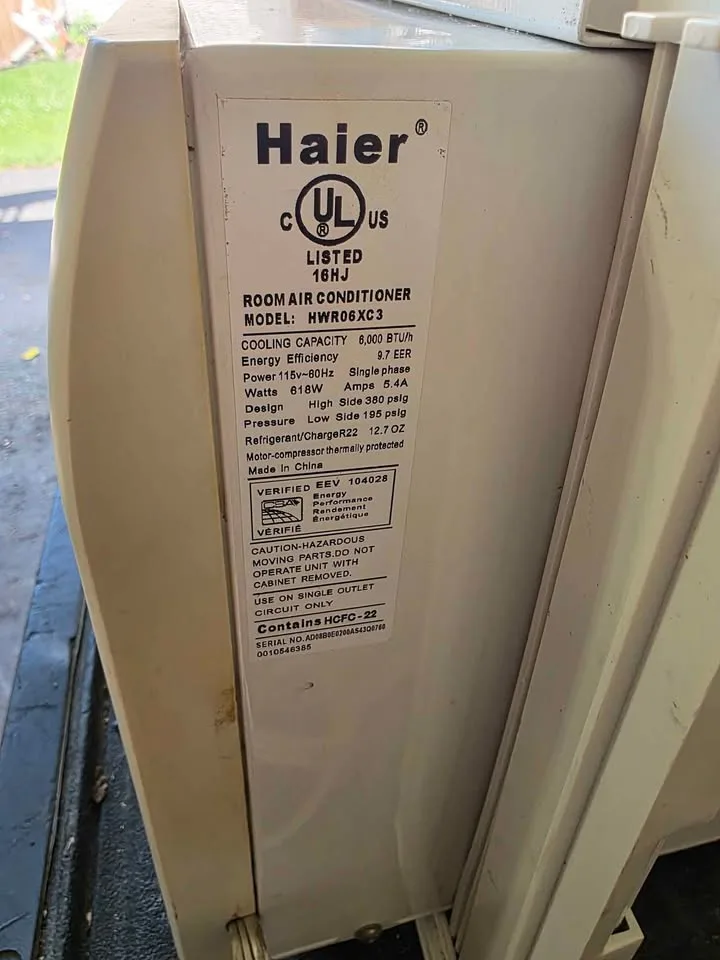 Haier®
C UL® US
LISTED
16HJ
ROOM AIR CONDITIONER
MODEL: HWR06XC3
COOLING CAPACITY 6,000 BTU/h
Energy Efficiency 9.7 EER
Power 115v~60Hz Single phase
Watts 618W Amps 5.4A
Design High Side 380 psig
Pressure Low Side 195 psig
Refrigerant/ChargeR22 12.7 OZ
Motor-compressor thermally protected
Made In China
VERIFIED EEV 104028
CSA
Energy
Performance
Rendement
Énergétique
VÉRIFIÉ
CAUTION-HAZARDOUS
MOVING PARTS.DO NOT
OPERATE UNIT WITH
CABINET REMOVED.
USE ON SINGLE OUTLET
CIRCUIT ONLY
Contains HCFC-22
SERIAL NO.AD08B0E0200AS43Q0760
0010546385